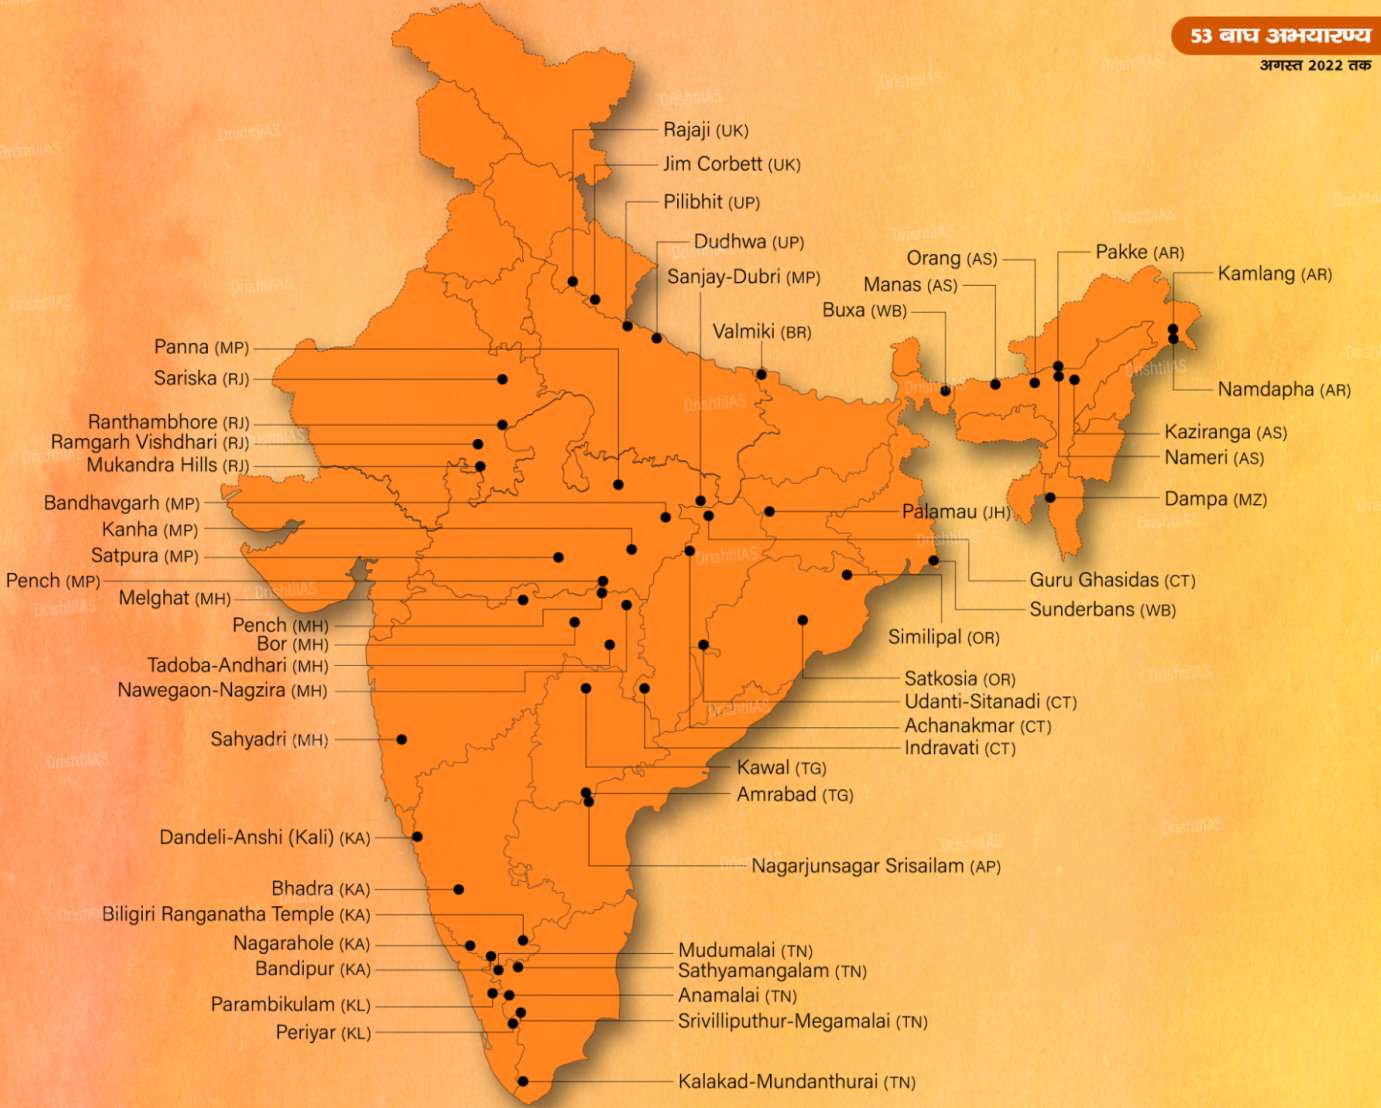 53 बाघ अभयारण्य
अगस्त 2022 तक
Rajaji (UK)
Jim Corbett (UK)
Pilibhit (UP)
Dudhwa (UP)
Sanjay-Dubri (MP)
Valmiki (BR)
Pakke (AR)
Orang (AS)
Kamlang (AR)
Manas (AS)
Buxa (WB)
Namdapha (AR)
Kaziranga (AS)
Nameri (AS)
Dampa (MZ)
Panna (MP)
Sariska (RJ)
Ranthambhore (RJ)
Ramgarh Vishdhari (RJ)
Mukandra Hills (RJ)
Bandhavgarh (MP)
Kanha (MP)
Satpura (MP)
Pench (MP)
Melghat (MH)
Pench (MH)
Bor (MH)
Tadoba-Andhari (MH)
Nawegaon-Nagzira (MH)
Sahyadri (MH)
Palamau (JH)
Guru Ghasidas (CT)
Sunderbans (WB)
Similipal (OR)
Satkosia (OR)
Udanti-Sitanadi (CT)
Achanakmar (CT)
Indravati (CT)
Kawal (TG)
Amrabad (TG)
Nagarjunsagar Srisailam (AP)
Dandeli-Anshi (Kali) (KA)
Bhadra (KA)
Biligiri Ranganatha Temple (KA)
Nagarahole (KA)
Bandipur (KA)
Parambikulam (KL)
Periyar (KL)
Mudumalai (TN)
Sathyamangalam (TN)
Anamalai (TN)
Srivilliputhur-Megamalai (TN)
Kalakad-Mundanthurai (TN)
DrishtiIAS